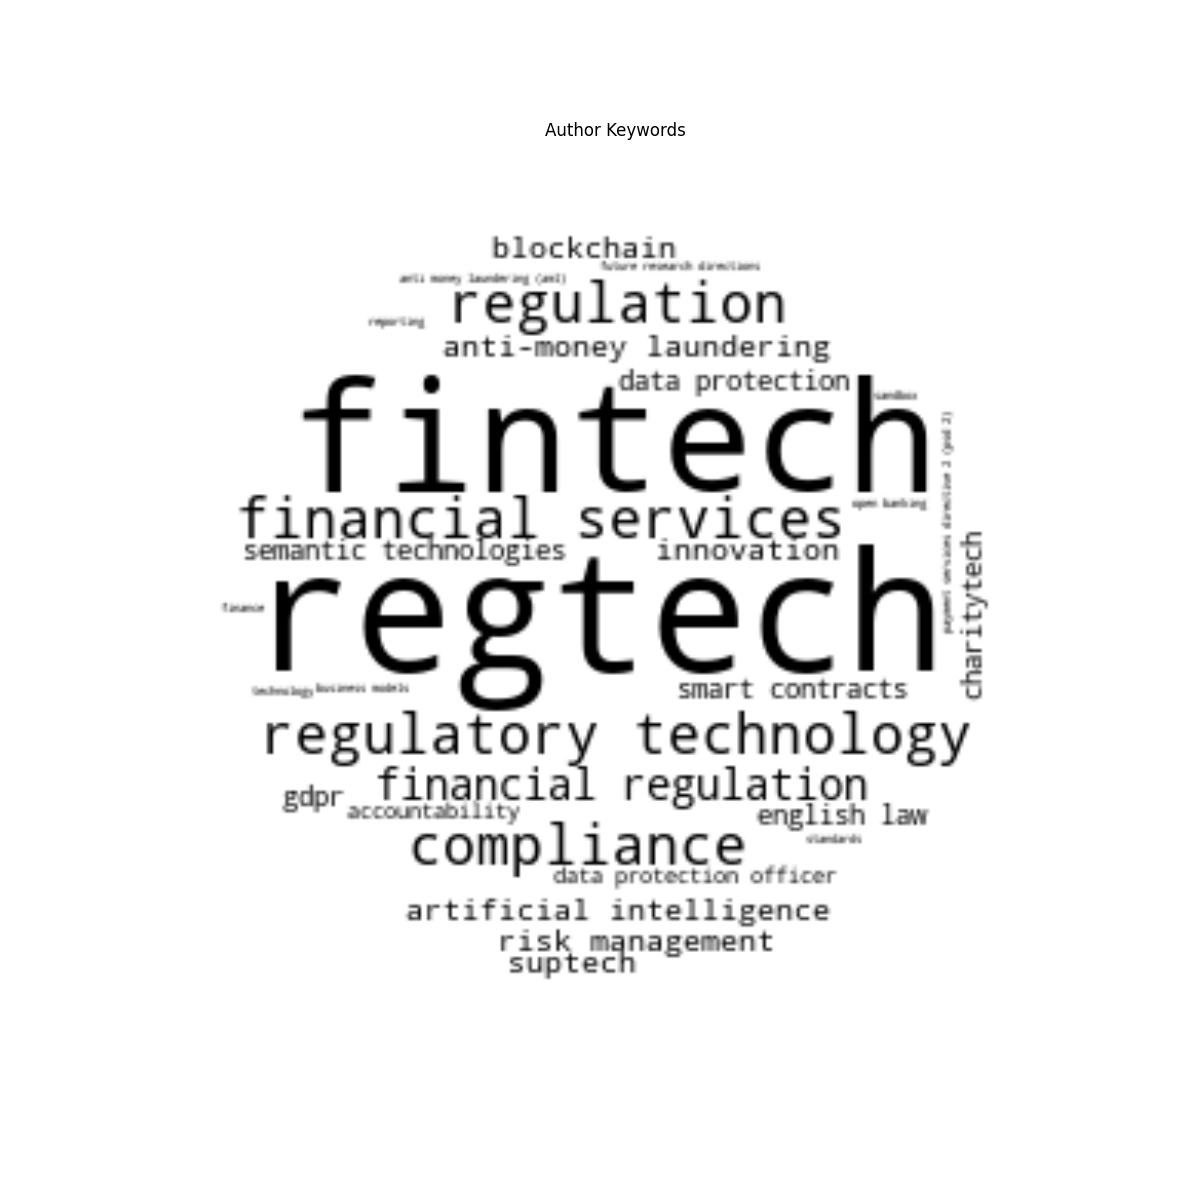 Author Keywords
blockchain
future research directions
anti money laundering (aml)
regulation
reporting
anti-money laundering
data protection
fintech
sandbox
payment services directive 2 (psd 2)
financial services
open banking
semantic technologies
innovation
charitytech
regtech
finance
technology
business models
smart contracts
regulatory technology
financial regulation
gdpr
accountability
english law
compliance
standards
data protection officer
artificial intelligence
risk management
suptech